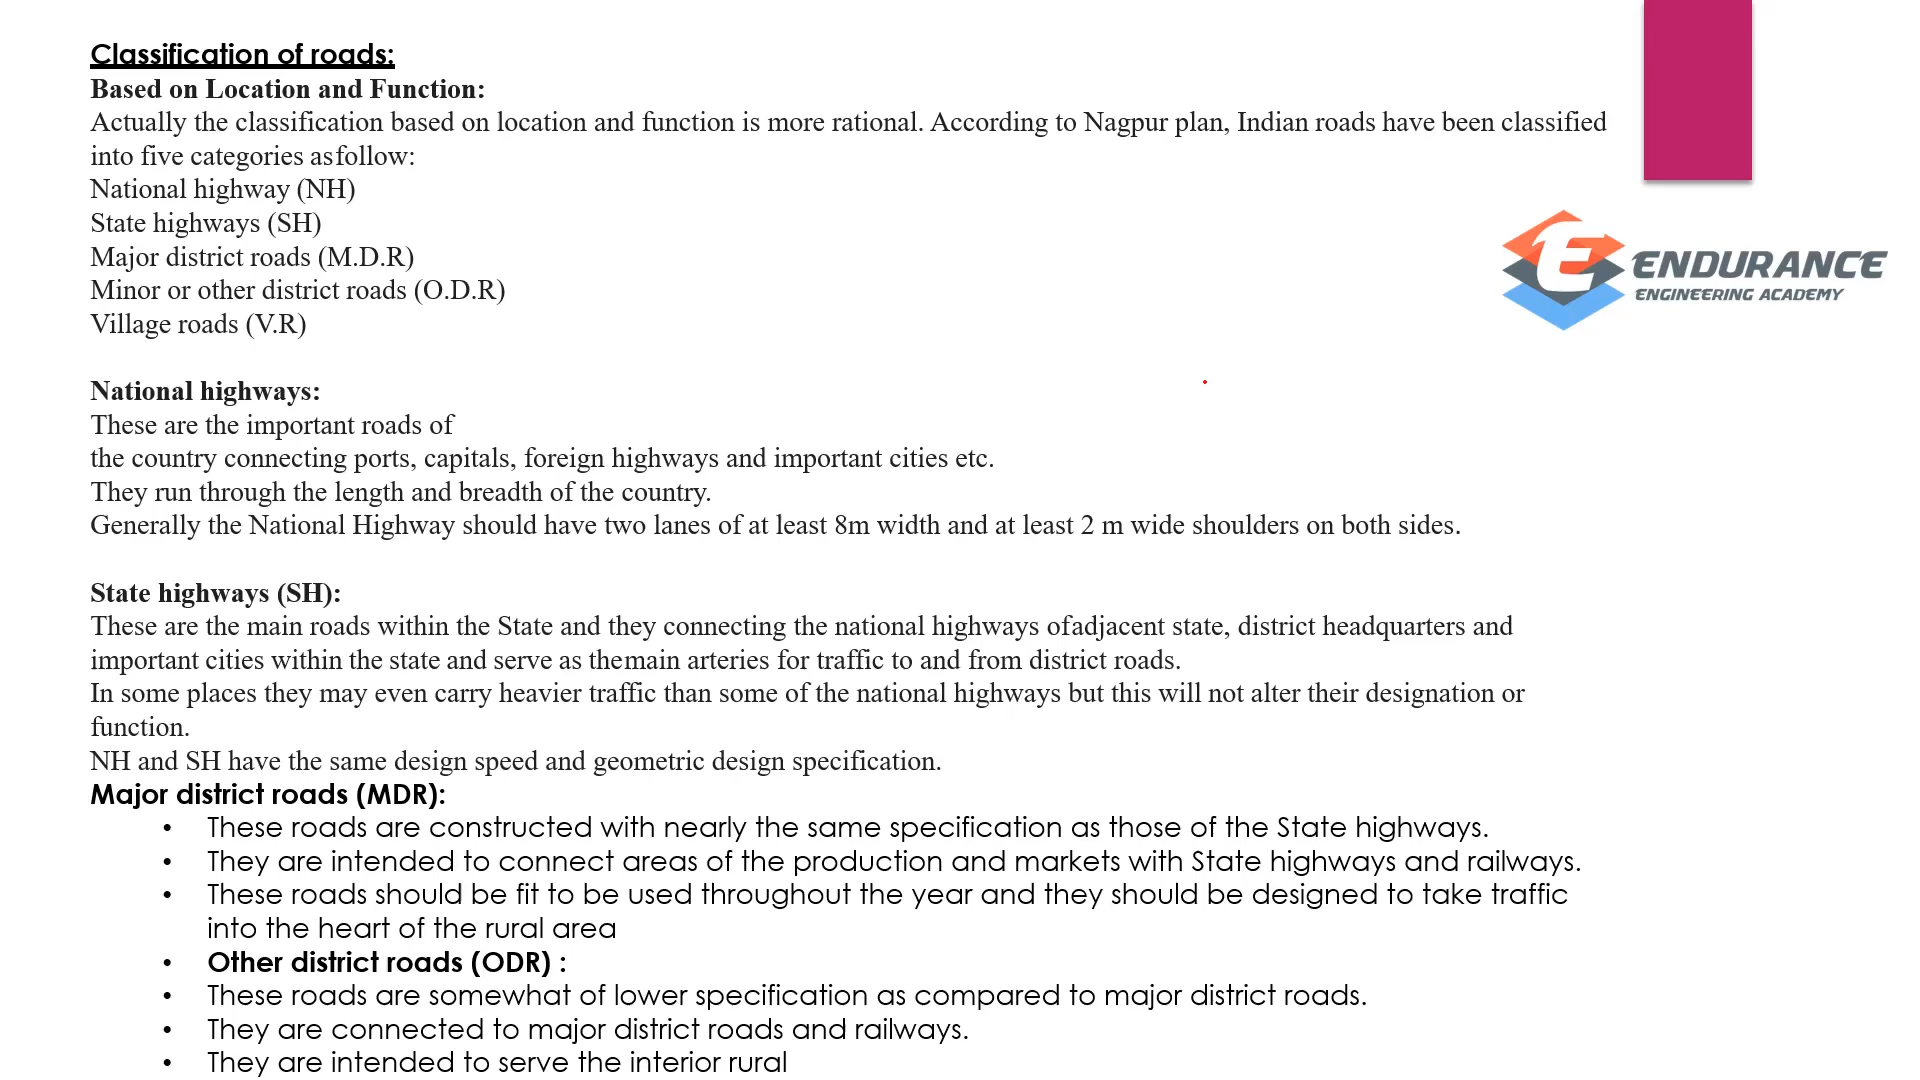 Classification of roads:
Based on Location and Function:
Actually the classification based on location and function is more rational. According to Nagpur plan, Indian roads have been classified
into five categories asfollow:
National highway (NH)
State highways (SH)
Major district roads (M.D.R)
Minor or other district roads (O.D.R)
Village roads (V.R)
ENDURANCE
ENGINEERING ACADEMY
National highways:
These are the important roads of
the country connecting ports, capitals, foreign highways and important cities etc.
They run through the length and breadth of the country.
Generally the National Highway should have two lanes of at least 8m width and at least 2 m wide shoulders on both sides.
State highways (SH):
These are the main roads within the State and they connecting the national highways ofadjacent state, district headquarters and
important cities within the state and serve as themain arteries for traffic to and from district roads.
In some places they may even carry heavier traffic than some of the national highways but this will not alter their designation or
function.
NH and SH have the same design speed and geometric design specification.
Major district roads (MDR):
• These roads are constructed with nearly the same specification as those of the State highways.
• They are intended to connect areas of the production and markets with State highways and railways.
• These roads should be fit to be used throughout the year and they should be designed to take traffic
into the heart of the rural area
• Other district roads (ODR) :
• These roads are somewhat of lower specification as compared to major district roads.
• They are connected to major district roads and railways.
• They are intended to serve the interior rural